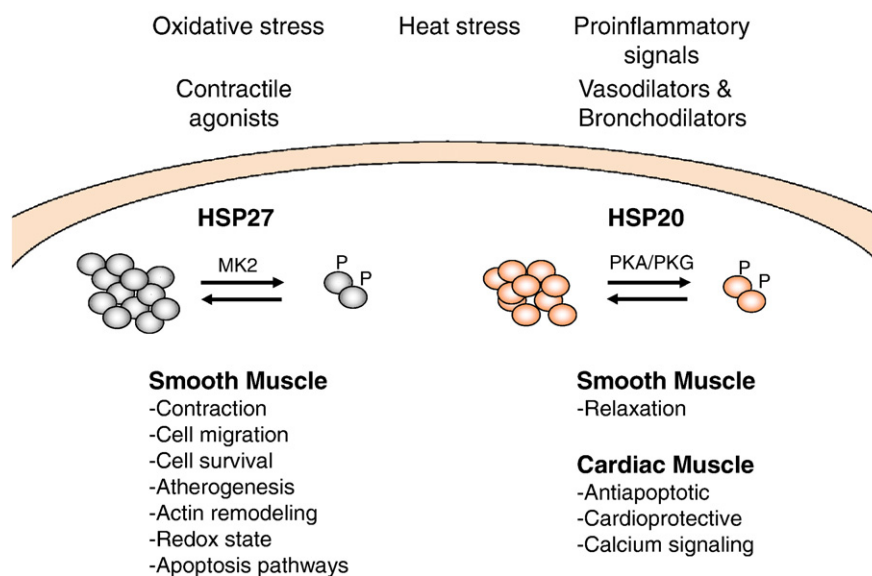 Oxidative stress
Heat stress
Proinflammatory
signals
Contractile
agonists
Vasodilators &
Bronchodilators
HSP27
HSP20
MK2
P
P
PKA/PKG
P
P
Smooth Muscle
-Contraction
-Cell migration
-Cell survival
-Atherogenesis
-Actin remodeling
-Redox state
-Apoptosis pathways
Smooth Muscle
-Relaxation
Cardiac Muscle
-Antiapoptotic
-Cardioprotective
-Calcium signaling